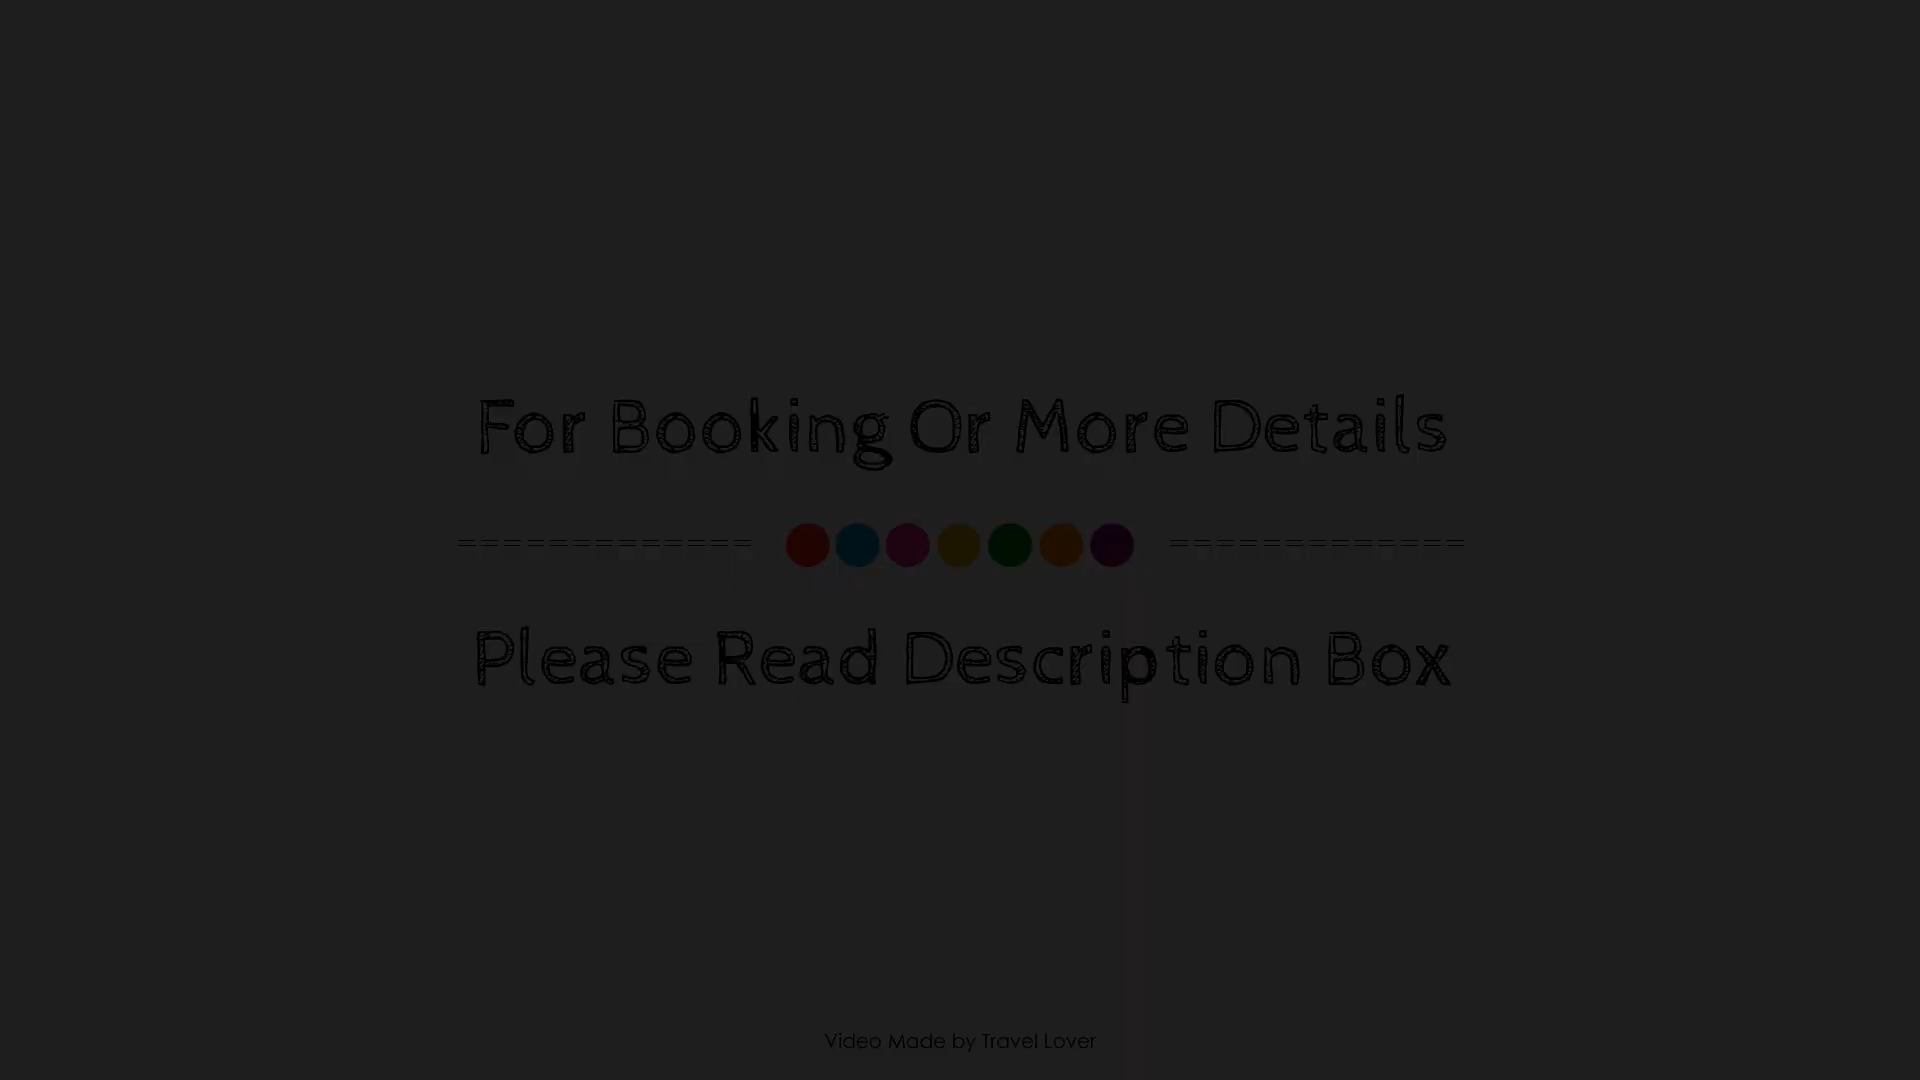 For Booking Or More Details
============= =============
Please Read Description Box
Video Made by Travel Lover